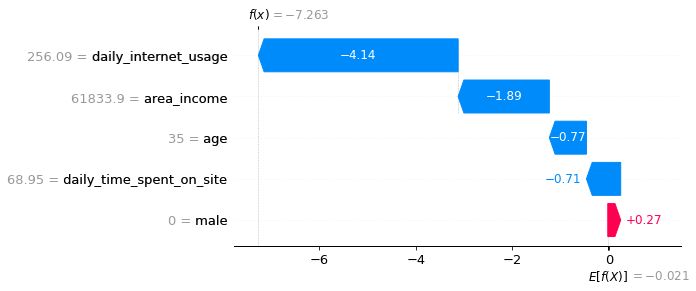 f(x) = −7.263
256.09 = daily_internet_usage
−4.14
61833.9 = area_income
−1.89
35 = age
−0.77
68.95 = daily_time_spent_on_site
−0.71
0 = male
+0.27
−6 −4 −2 0
E[f(X)] = −0.021